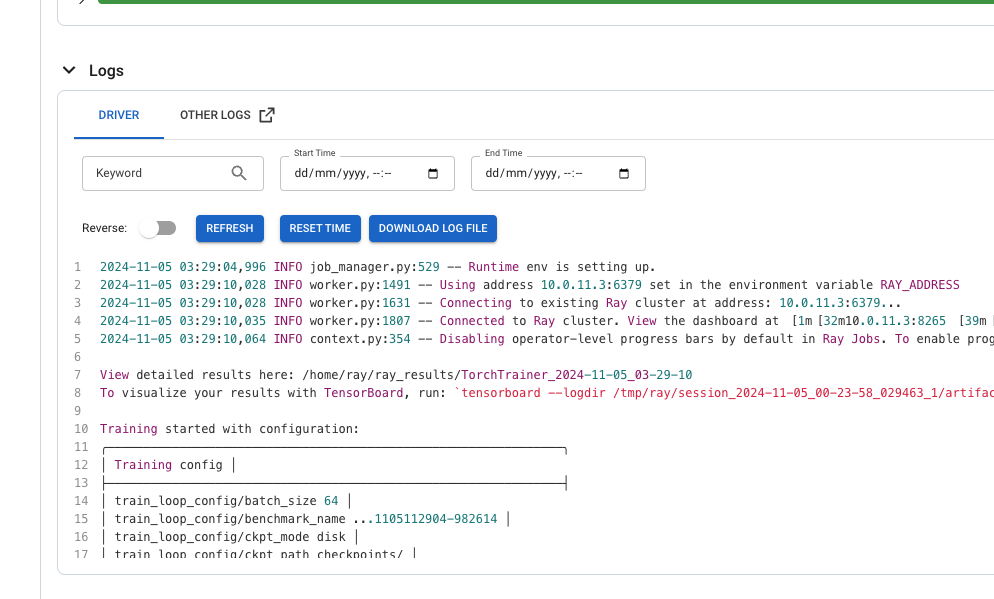 Logs
DRIVER
OTHER LOGS
Start Time
End Time
Keyword
dd/mm/yyyy, --:--
dd/mm/yyyy, --:--
Reverse:
REFRESH
RESET TIME
DOWNLOAD LOG FILE
1 2024-11-05 03:29:04,996 INFO job_manager.py:529 -- Runtime env is setting up.
2 2024-11-05 03:29:10,028 INFO worker.py:1491 -- Using address 10.0.11.3:6379 set in the environment variable RAY_ADDRESS
3 2024-11-05 03:29:10,028 INFO worker.py:1631 -- Connecting to existing Ray cluster at address: 10.0.11.3:6379...
4 2024-11-05 03:29:10,035 INFO worker.py:1807 -- Connected to Ray cluster. View the dashboard at [1m[32m10.0.11.3:8265 [39m
5 2024-11-05 03:29:10,064 INFO context.py:354 -- Disabling operator-level progress bars by default in Ray Jobs. To enable prog
6
7 View detailed results here: /home/ray/ray_results/TorchTrainer_2024-11-05_03-29-10
8 To visualize your results with TensorBoard, run: `tensorboard --logdir /tmp/ray/session_2024-11-05_00-23-58_029463_1/artifac
9
10 Training started with configuration:
11 ╭──────────────────────────────────────────────────────────────╮
12 │ Training config │
13 ├──────────────────────────────────────────────────────────────┤
14 │ train_loop_config/batch_size 64 │
15 │ train_loop_config/benchmark_name ...1105112904-982614 │
16 │ train_loop_config/ckpt_mode disk │
17 │ train_loop_config/ckpt_path checkpoints/ │